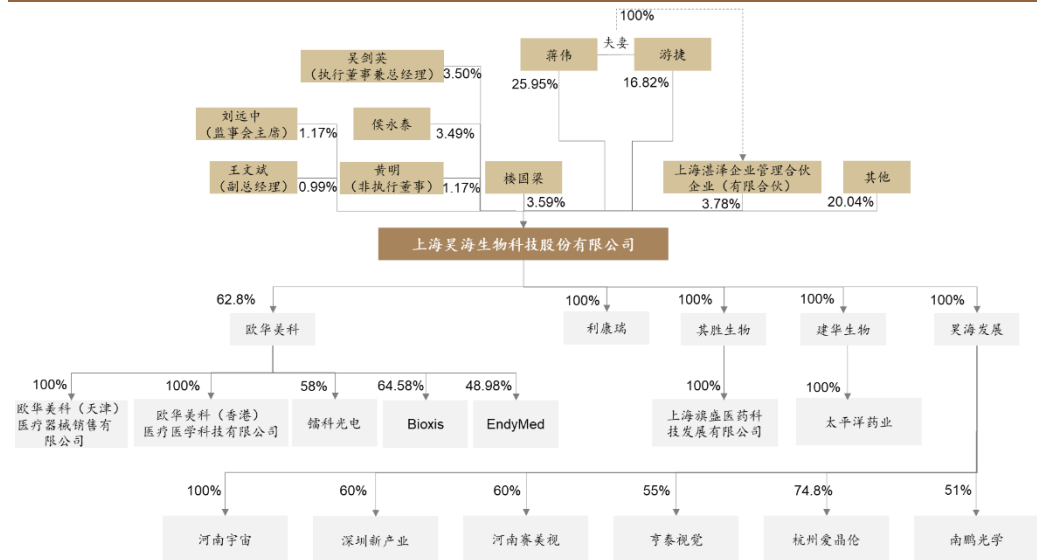 100%
夫妻
蒋伟
游捷
25.95%
16.82%
吴剑英
（执行董事兼总经理）
3.50%
刘远中
（监事会主席）
1.17%
侯永泰
3.49%
王文斌
（副总经理）
0.99%
黄明
（非执行董事）
1.17%
楼国梁
3.59%
上海湛泽企业管理合伙
企业（有限合伙）
3.78%
其他
20.04%
上海昊海生物科技股份有限公司
62.8%
100%
100%
100%
100%
欧华美科
利康瑞
其胜生物
建华生物
昊海发展
100%
100%
58%
64.58%
48.98%
100%
100%
欧华美科（天津）
医疗器械销售有
限公司
欧华美科（香港）
医疗医学科技有限公司
镭科光电
Bioxis
EndyMed
上海旗盛医药科
技发展有限公司
太平洋药业
100%
60%
60%
55%
74.8%
51%
河南宇宙
深圳新产业
河南赛美视
亨泰视觉
杭州爱晶伦
南鹏光学